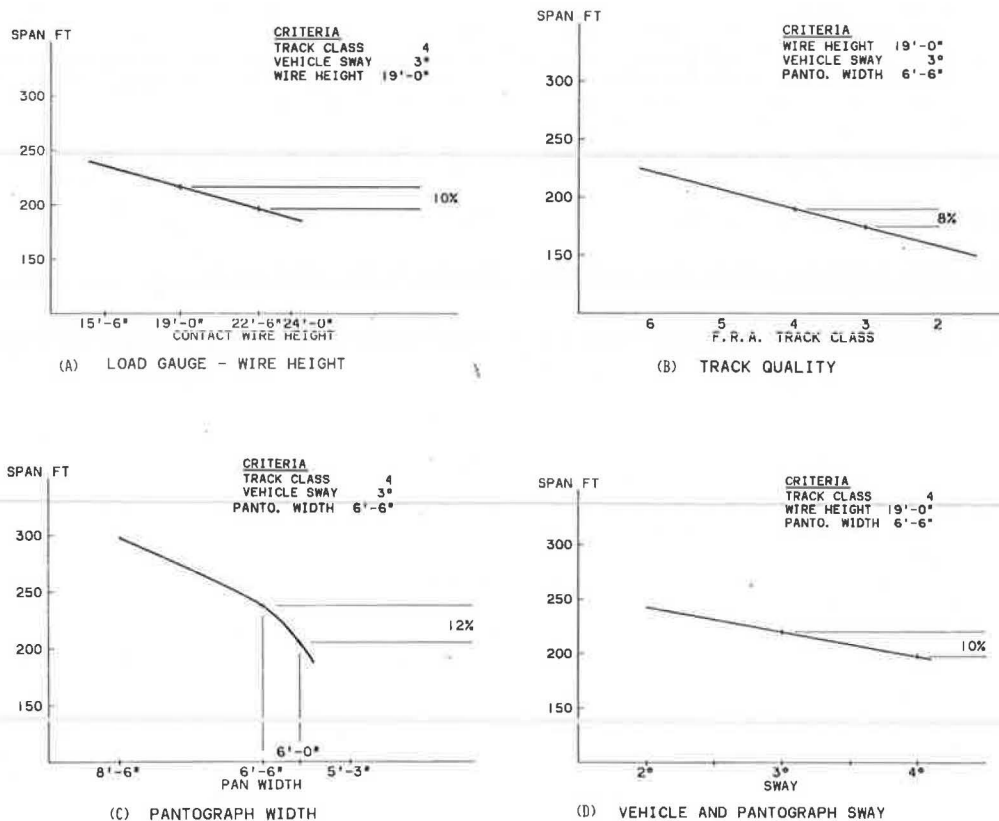 SPAN FT
CRITERIA
TRACK CLASS 4
VEHICLE SWAY 3°
WIRE HEIGHT 19'-0"
300
250
200
150
10%
15'-6" 19'-0" 22'-6" 24'-0"
CONTACT WIRE HEIGHT
(A) LOAD GAUGE - WIRE HEIGHT
SPAN FT
CRITERIA
WIRE HEIGHT 19'-0"
VEHICLE SWAY 3°
PANTO. WIDTH 6'-6"
300
250
200
150
8%
6 5 4 3 2
F.R.A. TRACK CLASS
(B) TRACK QUALITY
SPAN FT
CRITERIA
TRACK CLASS 4
VEHICLE SWAY 3°
PANTO. WIDTH 6'-6"
300
250
200
150
12%
6'-0"
8'-6" 6'-6" 5'-3"
PAN WIDTH
(C) PANTOGRAPH WIDTH
SPAN FT
CRITERIA
TRACK CLASS 4
WIRE HEIGHT 19'-0"
PANTO. WIDTH 6'-6"
300
250
200
150
10%
2° 3° 4°
SWAY
(D) VEHICLE AND PANTOGRAPH SWAY